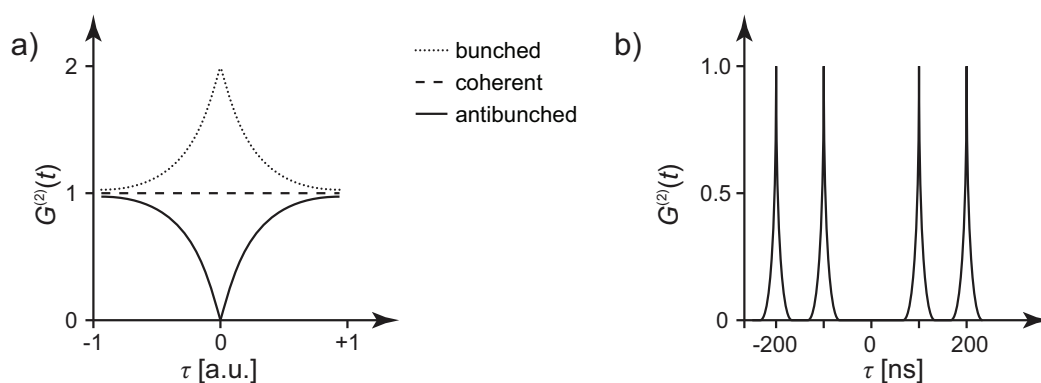 a)
2
1
0
G(2)(t)
-1
0
+1
τ [a.u.]
bunched
coherent
antibunched
b)
1.0
0.5
0
G(2)(t)
-200
0
200
τ [ns]